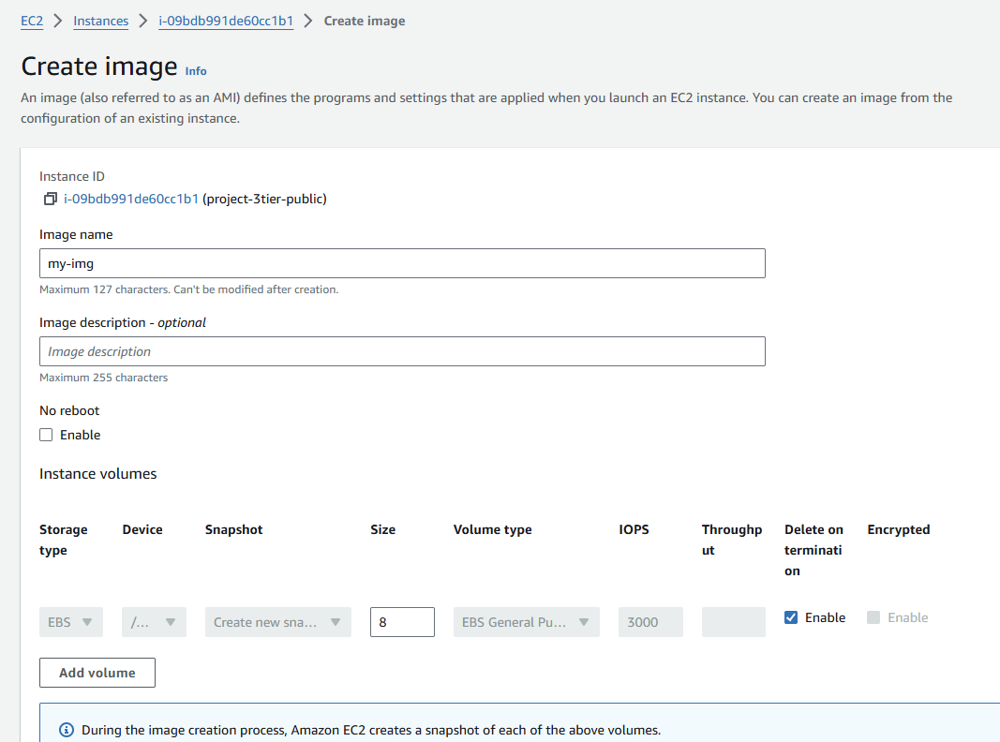 EC2 > Instances > i-09bdb991de60cc1b1 > Create image
Create image Info
An image (also referred to as an AMI) defines the programs and settings that are applied when you launch an EC2 instance. You can create an image from the
configuration of an existing instance.
Instance ID
i-09bdb991de60cc1b1 (project-3tier-public)
Image name
my-img
Maximum 127 characters. Can't be modified after creation.
Image description - optional
Image description
Maximum 255 characters
No reboot
Enable
Instance volumes
Storage type Device Snapshot Size Volume type IOPS Throughput Delete on termination Encrypted
EBS /... Create new sna... 8 EBS General Pu... 3000 Enable Enable
Add volume
During the image creation process, Amazon EC2 creates a snapshot of each of the above volumes.